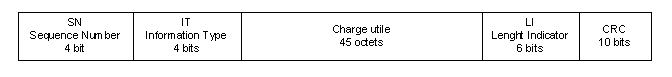 SN
Sequence Number
4 bit
IT
Information Type
4 bits
Charge utile
45 octets
LI
Lenght Indicator
6 bits
CRC
10 bits